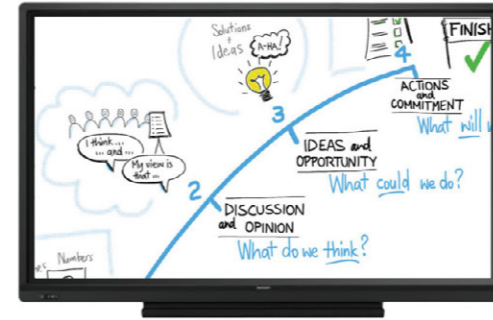 Solutions
+
Ideas
A-HA!
FINISH
4
ACTIONS
and
COMMITMENT
What will
3
IDEAS and
OPPORTUNITY
What could we do?
I think...
... and ...
My view is
that ...
2
DISCUSSION
and OPINION
What do we think?
Numbers